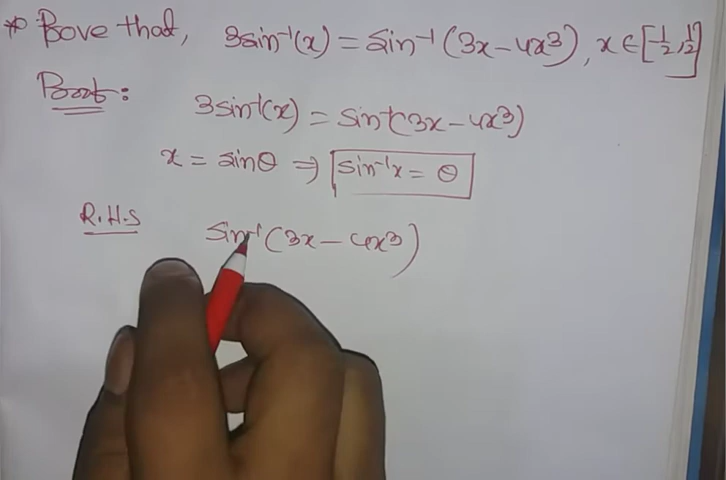 * Prove that, 3sin⁻¹(x) = sin⁻¹(3x - 4x³), x ∈ [-1/2, 1/2]
Proof:
3sin⁻¹(x) = sin⁻¹(3x - 4x³)
x = sinθ ⇒ sin⁻¹x = θ
R.H.S
sin⁻¹(3x - 4x³)